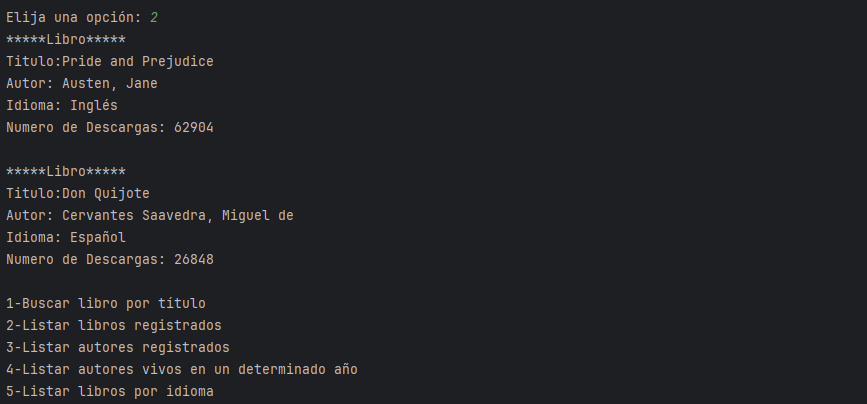 Elija una opción: 2
*****Libro*****
Titulo:Pride and Prejudice
Autor: Austen, Jane
Idioma: Inglés
Numero de Descargas: 62904
*****Libro*****
Titulo:Don Quijote
Autor: Cervantes Saavedra, Miguel de
Idioma: Español
Numero de Descargas: 26848
1-Buscar libro por título
2-Listar libros registrados
3-Listar autores registrados
4-Listar autores vivos en un determinado año
5-Listar libros por idioma